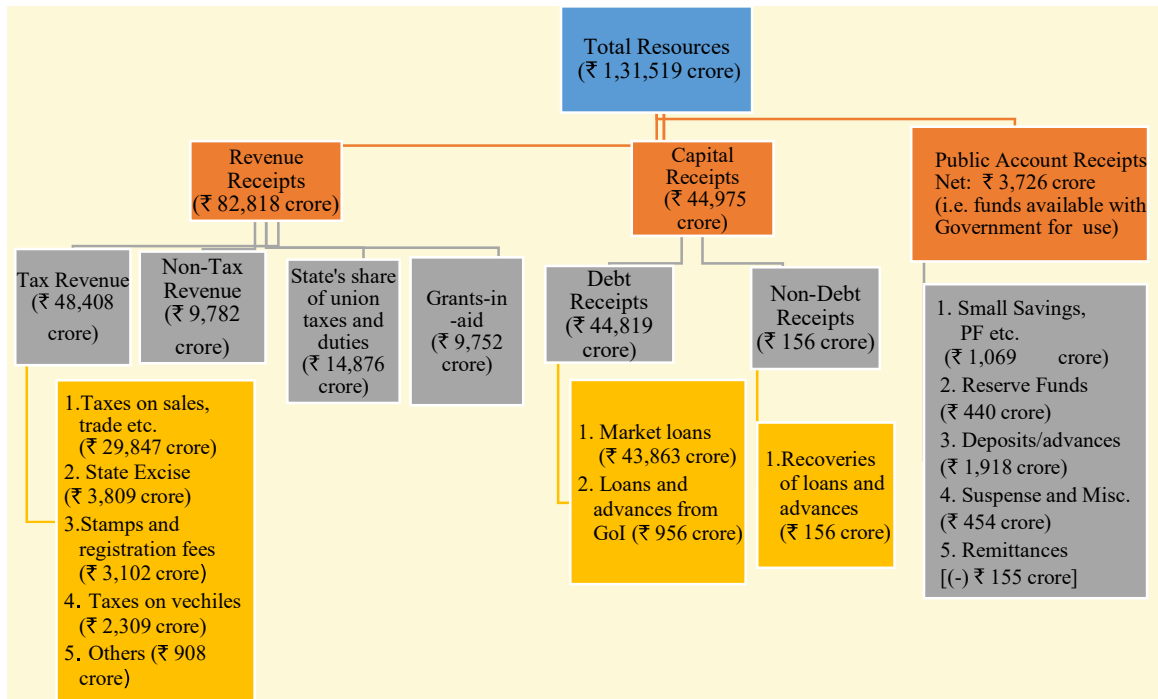 Total Resources
(₹ 1,31,519 crore)
Revenue
Receipts
(₹ 82,818 crore)
Capital
Receipts
(₹ 44,975
crore)
Public Account Receipts
Net: ₹ 3,726 crore
(i.e. funds available with
Government for use)
Tax Revenue
(₹ 48,408
crore)
Non-Tax
Revenue
(₹ 9,782
crore)
State's share
of union
taxes and
duties
(₹ 14,876
crore)
Grants-in
-aid
(₹ 9,752
crore)
Debt
Receipts
(₹ 44,819
crore)
Non-Debt
Receipts
(₹ 156 crore)
1. Small Savings,
PF etc.
(₹ 1,069 crore)
2. Reserve Funds
(₹ 440 crore)
3. Deposits/advances
(₹ 1,918 crore)
4. Suspense and Misc.
(₹ 454 crore)
5. Remittances
[(-) ₹ 155 crore]
1.Taxes on sales,
trade etc.
(₹ 29,847 crore)
2. State Excise
(₹ 3,809 crore)
3.Stamps and
registration fees
(₹ 3,102 crore)
4. Taxes on vechiles
(₹ 2,309 crore)
5. Others (₹ 908
crore)
1. Market loans
(₹ 43,863 crore)
2. Loans and
advances from
GoI (₹ 956 crore)
1.Recoveries
of loans and
advances
(₹ 156 crore)